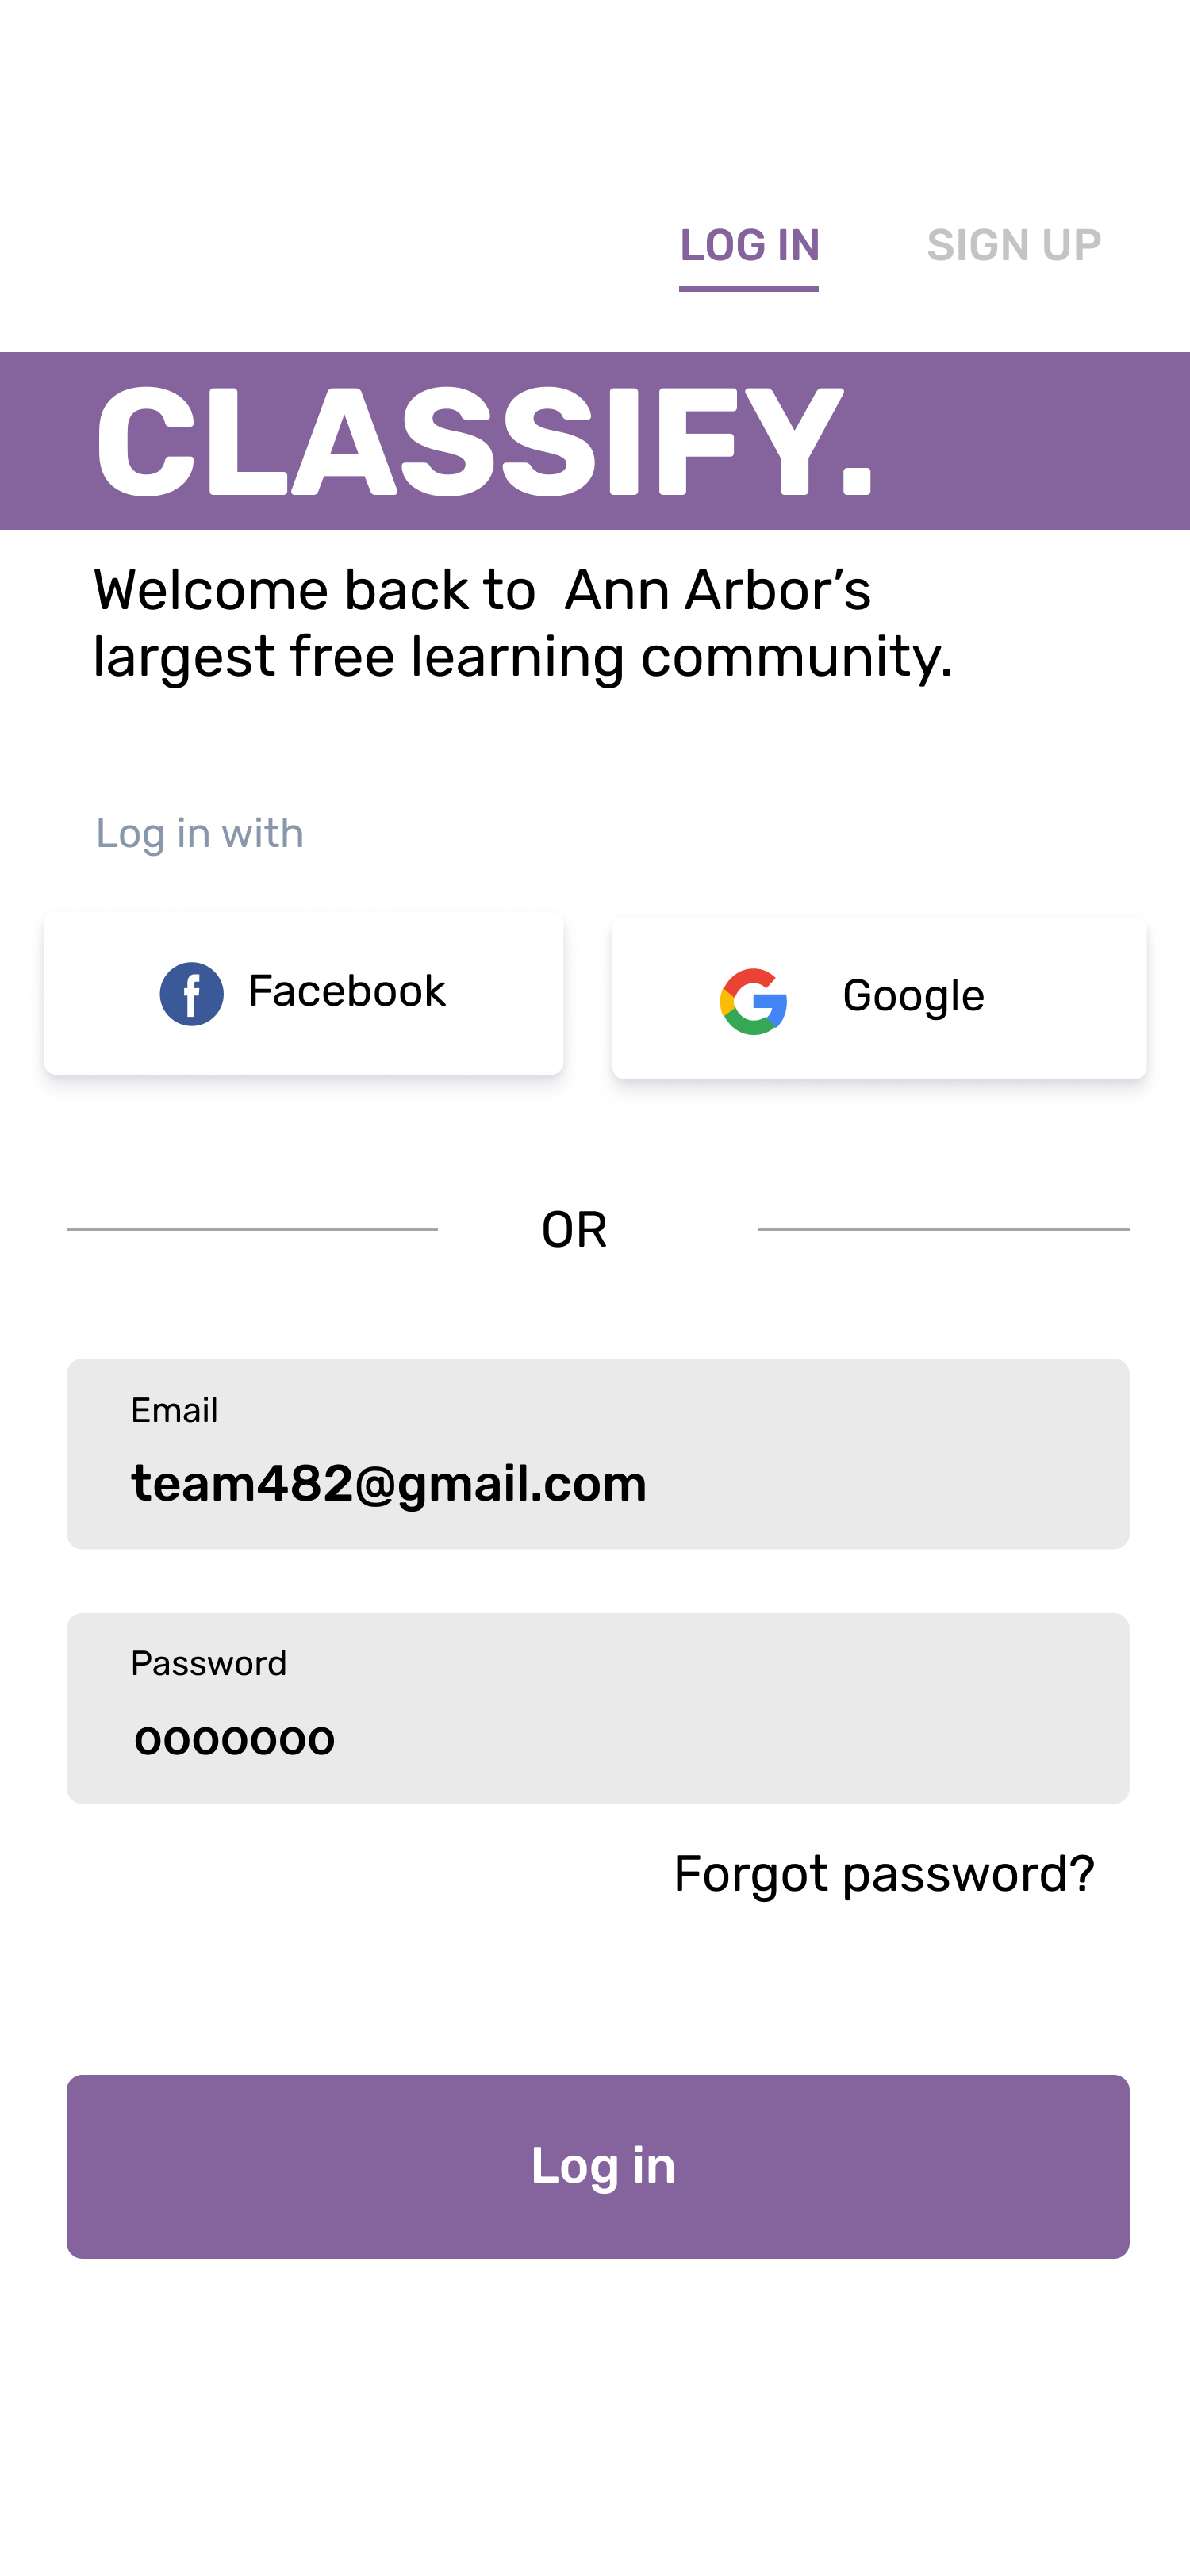 LOG IN SIGN UP
CLASSIFY.
Welcome back to  Ann Arbor’s
largest free learning community.
Log in with
Facebook Google
OR
Email
team482@gmail.com
Password
ooooooo
Forgot password?
Log in